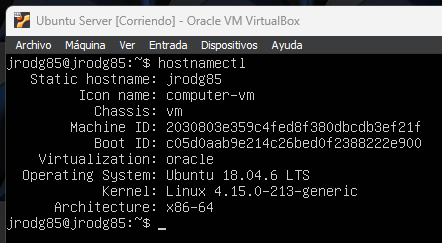 Ubuntu Server [Corriendo] - Oracle VM VirtualBox
Archivo Máquina Ver Entrada Dispositivos Ayuda
jrodg85@jrodg85:~$ hostnamectl
Static hostname: jrodg85
Icon name: computer-vm
Chassis: vm
Machine ID: 2030803e359c4fed8f380dbcdb3ef21f
Boot ID: c05d0aab9e214c26bed0f2388222e900
Virtualization: oracle
Operating System: Ubuntu 18.04.6 LTS
Kernel: Linux 4.15.0-213-generic
Architecture: x86-64
jrodg85@jrodg85:~$ _